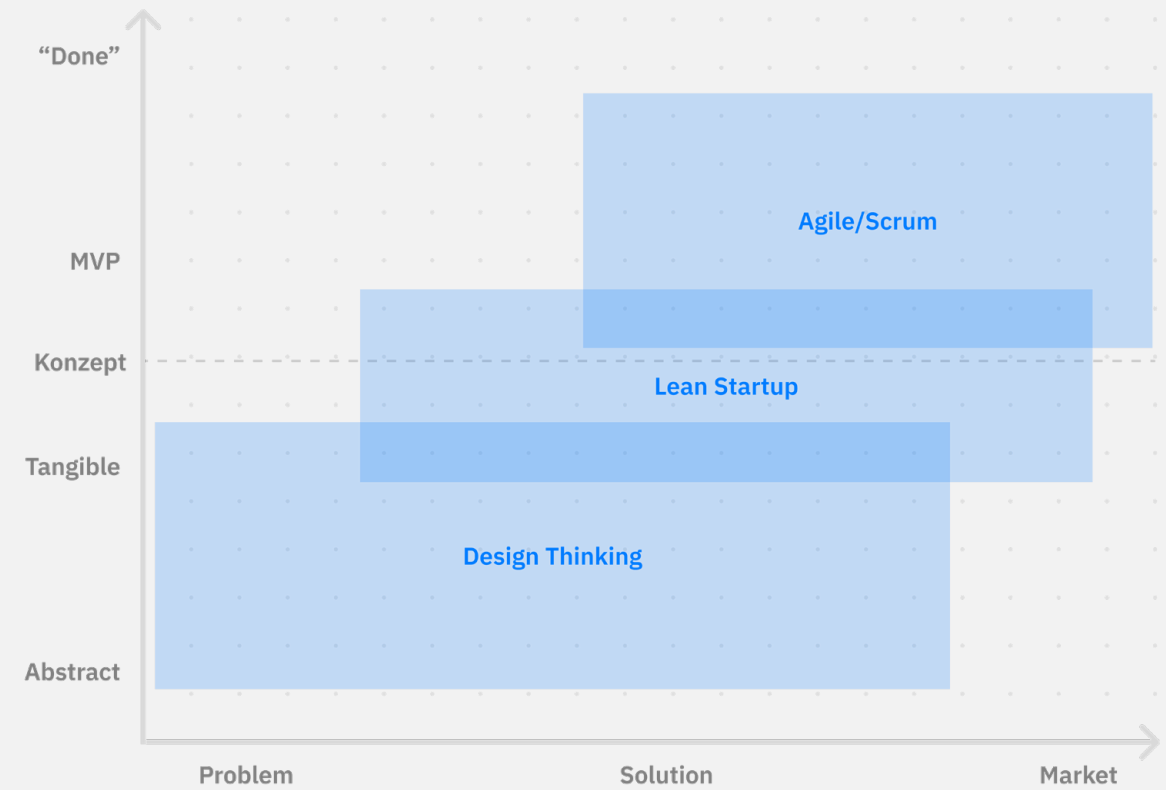 “Done”
Agile/Scrum
MVP
Konzept
Lean Startup
Tangible
Design Thinking
Abstract
Problem
Solution
Market